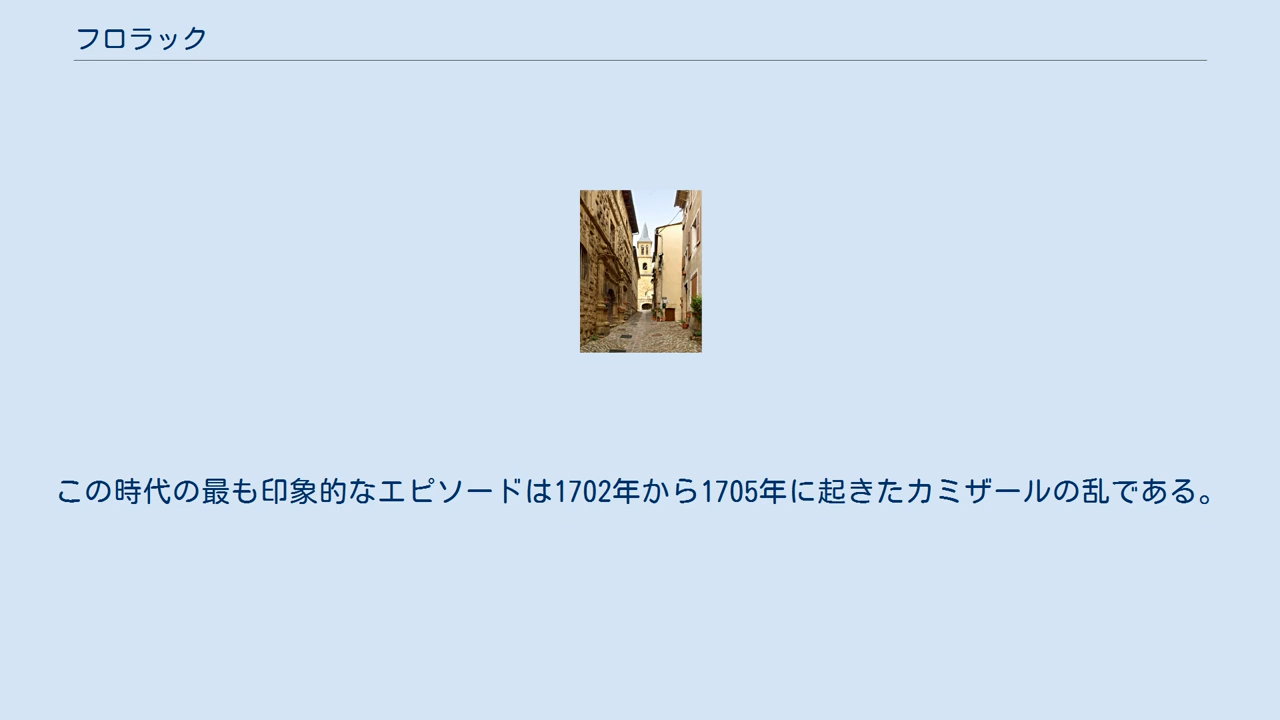 フロラック
この時代の最も印象的なエピソードは1702年から1705年に起きたカミザールの乱である。